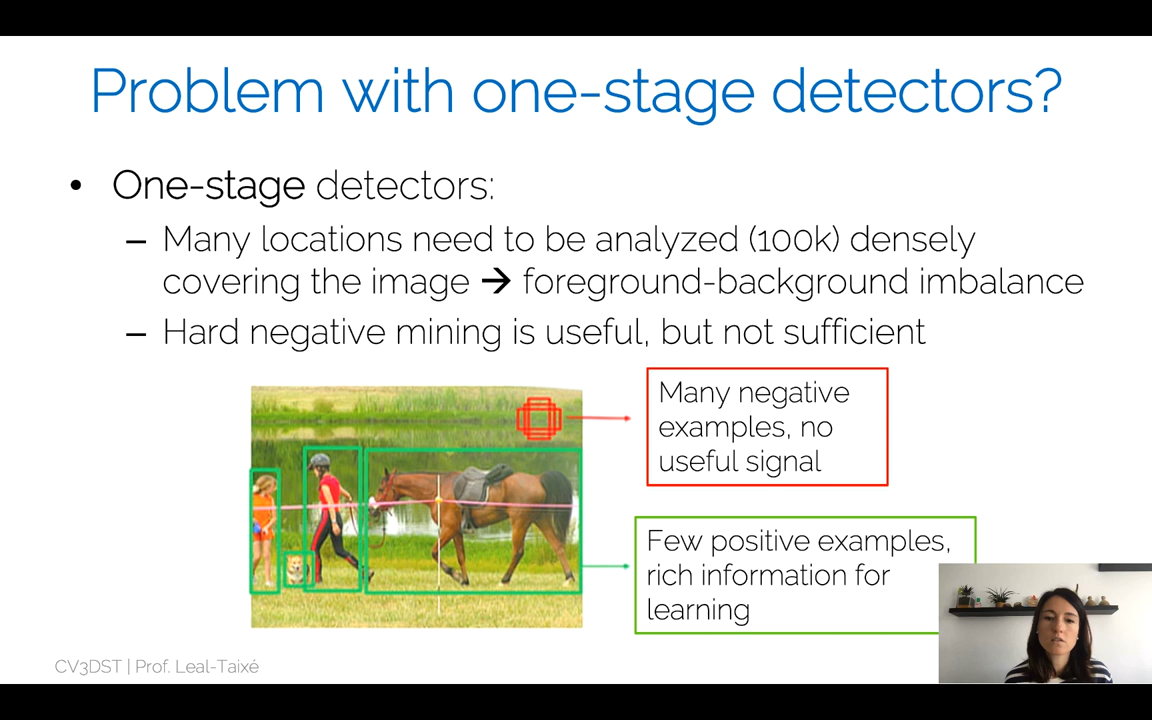 Problem with one-stage detectors?
• One-stage detectors:
– Many locations need to be analyzed (100k) densely
covering the image → foreground-background imbalance
– Hard negative mining is useful, but not sufficient
Many negative
examples, no
useful signal
Few positive examples,
rich information for
learning
CV3DST | Prof. Leal-Taixé